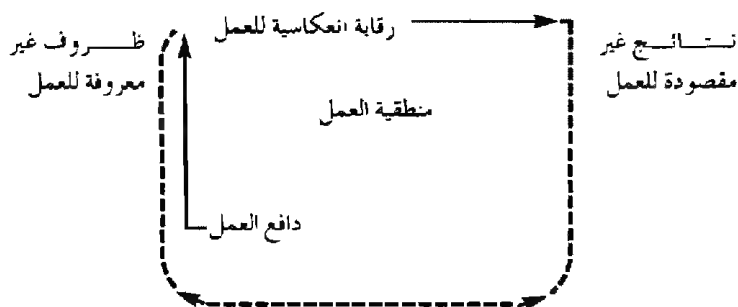 رقابة انعكاسية للعمل
ظروف غير
معروفة للعمل
نتائج غير
مقصودة للعمل
منطقية العمل
دافع العمل